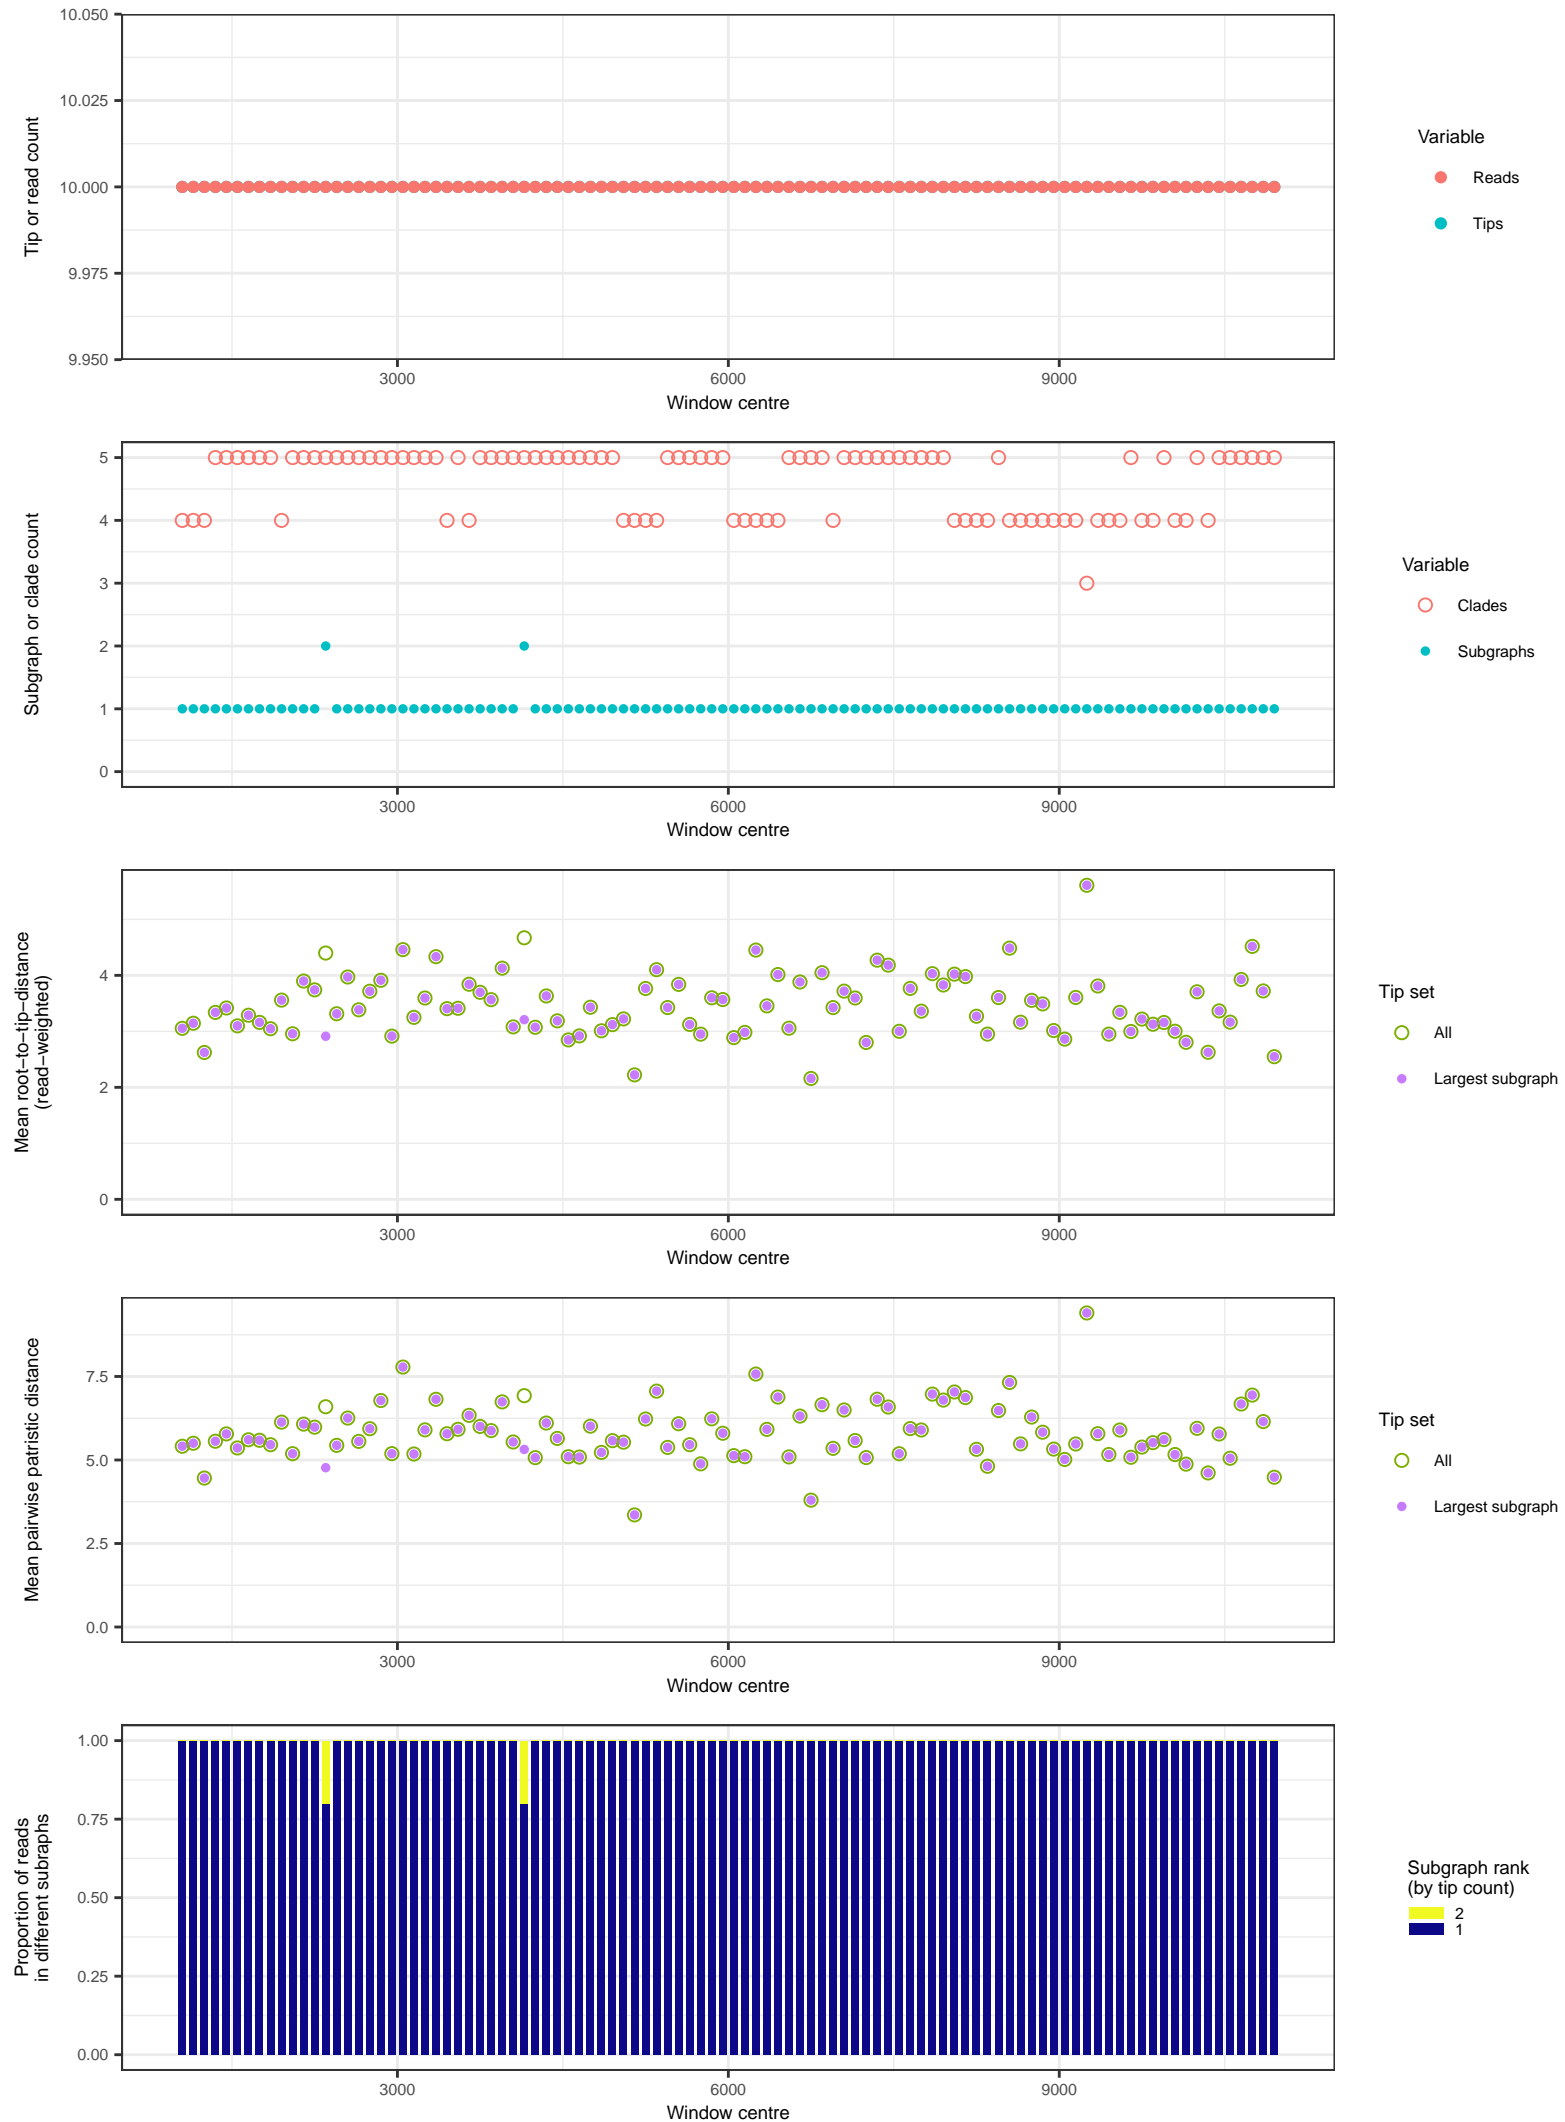 10.050
10.025
10.000
9.975
9.950
Tip or read count
3000
6000
9000
Window centre
Variable
Reads
Tips
5
4
3
2
1
0
Subgraph or clade count
3000
6000
9000
Window centre
Variable
Clades
Subgraphs
4
2
0
Mean root−to−tip−distance
(read−weighted)
3000
6000
9000
Window centre
Tip set
All
Largest subgraph
7.5
5.0
2.5
0.0
Mean pairwise patristic distance
3000
6000
9000
Window centre
Tip set
All
Largest subgraph
1.00
0.75
0.50
0.25
0.00
Proportion of reads
in different subraphs
3000
6000
9000
Window centre
Subgraph rank
(by tip count)
2
1